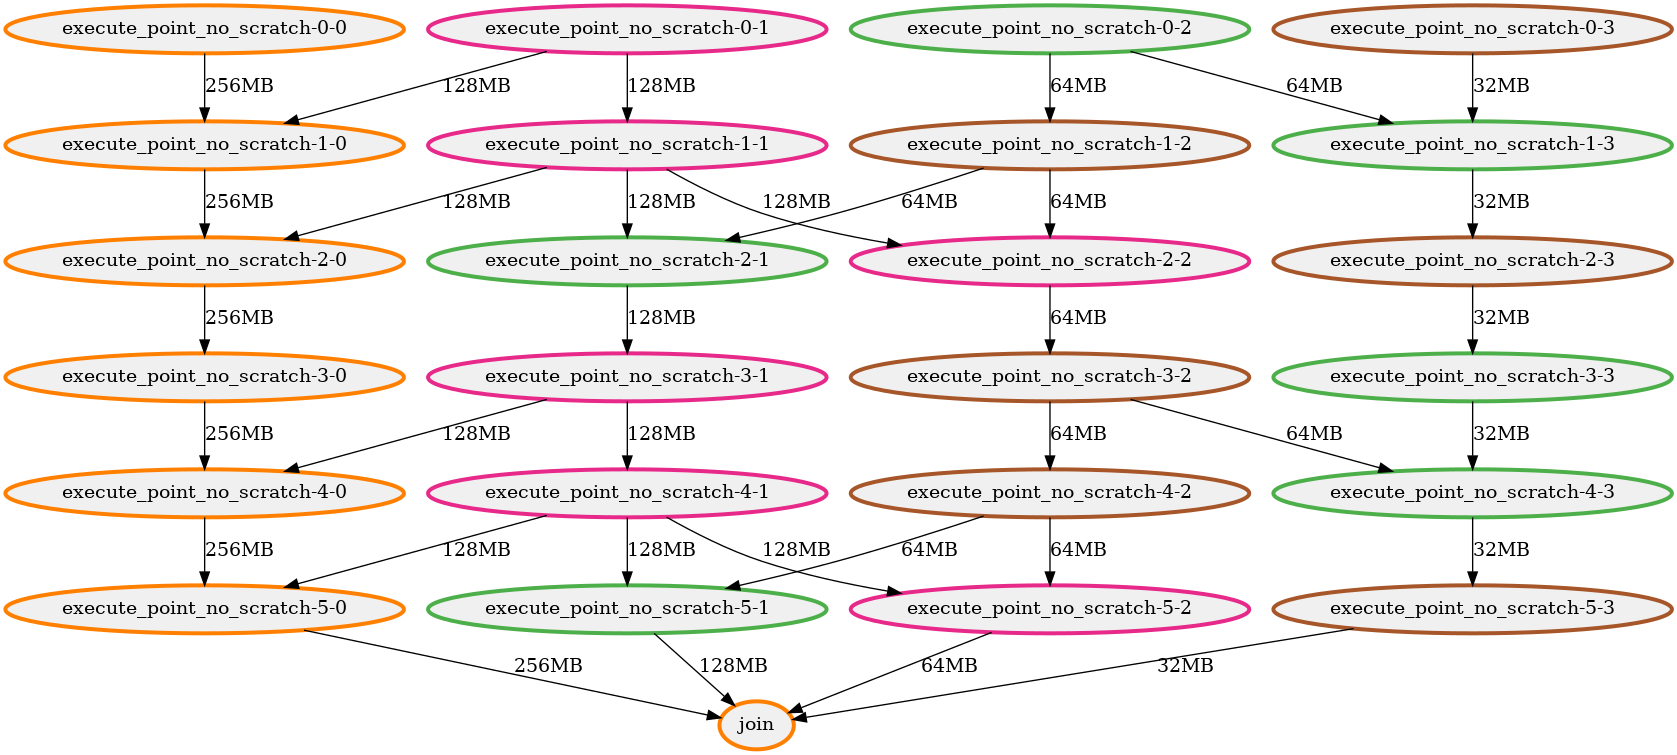 execute_point_no_scratch-0-0
execute_point_no_scratch-0-1
execute_point_no_scratch-0-2
execute_point_no_scratch-0-3
256MB
128MB
128MB
64MB
64MB
32MB
execute_point_no_scratch-1-0
execute_point_no_scratch-1-1
execute_point_no_scratch-1-2
execute_point_no_scratch-1-3
256MB
128MB
128MB
128MB
64MB
64MB
32MB
execute_point_no_scratch-2-0
execute_point_no_scratch-2-1
execute_point_no_scratch-2-2
execute_point_no_scratch-2-3
256MB
128MB
64MB
32MB
execute_point_no_scratch-3-0
execute_point_no_scratch-3-1
execute_point_no_scratch-3-2
execute_point_no_scratch-3-3
256MB
128MB
128MB
64MB
64MB
32MB
execute_point_no_scratch-4-0
execute_point_no_scratch-4-1
execute_point_no_scratch-4-2
execute_point_no_scratch-4-3
256MB
128MB
128MB
128MB
64MB
64MB
32MB
execute_point_no_scratch-5-0
execute_point_no_scratch-5-1
execute_point_no_scratch-5-2
execute_point_no_scratch-5-3
256MB
128MB
64MB
32MB
join